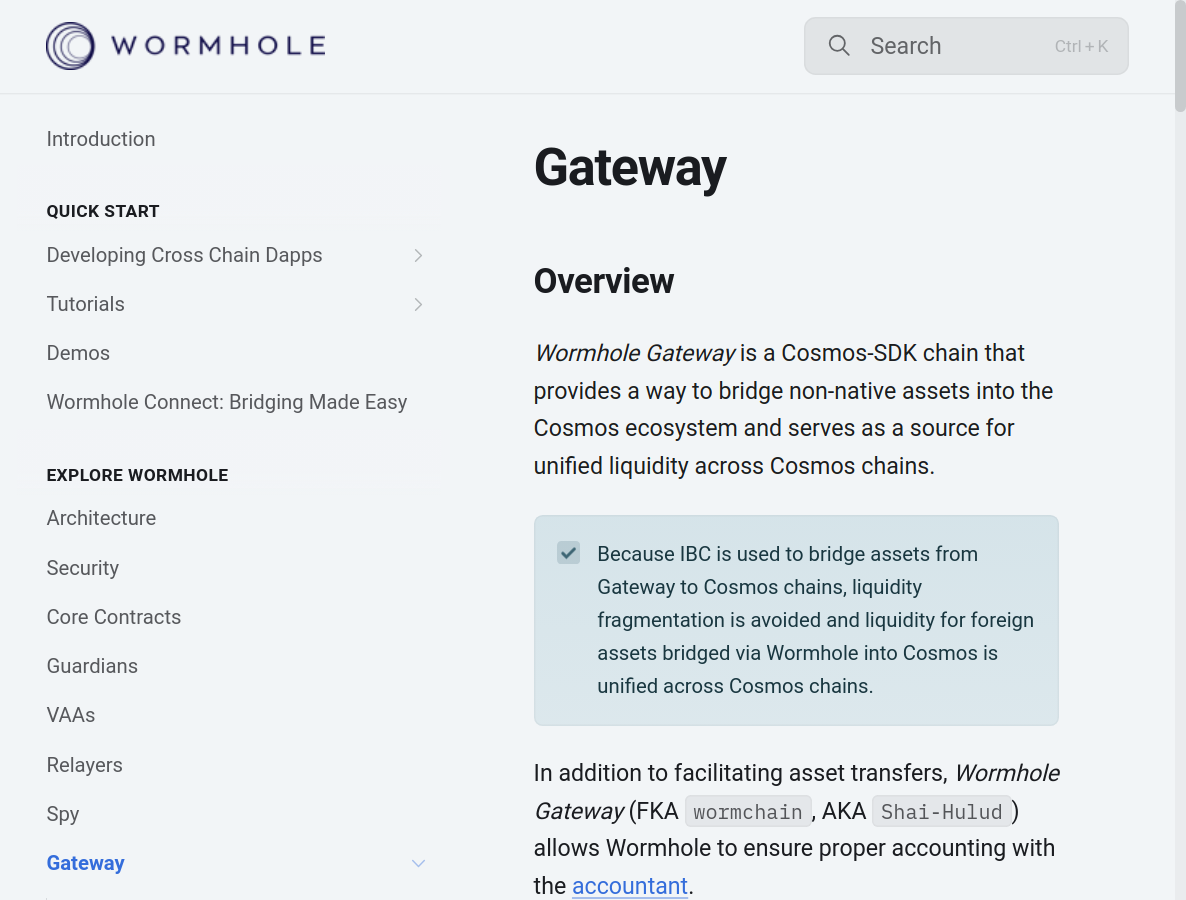 WORMHOLE
Search Ctrl + K
Introduction
QUICK START
Developing Cross Chain Dapps
Tutorials
Demos
Wormhole Connect: Bridging Made Easy
EXPLORE WORMHOLE
Architecture
Security
Core Contracts
Guardians
VAAs
Relayers
Spy
Gateway
Gateway
Overview
Wormhole Gateway is a Cosmos-SDK chain that
provides a way to bridge non-native assets into the
Cosmos ecosystem and serves as a source for
unified liquidity across Cosmos chains.
Because IBC is used to bridge assets from
Gateway to Cosmos chains, liquidity
fragmentation is avoided and liquidity for foreign
assets bridged via Wormhole into Cosmos is
unified across Cosmos chains.
In addition to facilitating asset transfers, Wormhole
Gateway (FKA wormchain, AKA Shai-Hulud)
allows Wormhole to ensure proper accounting with
the accountant.